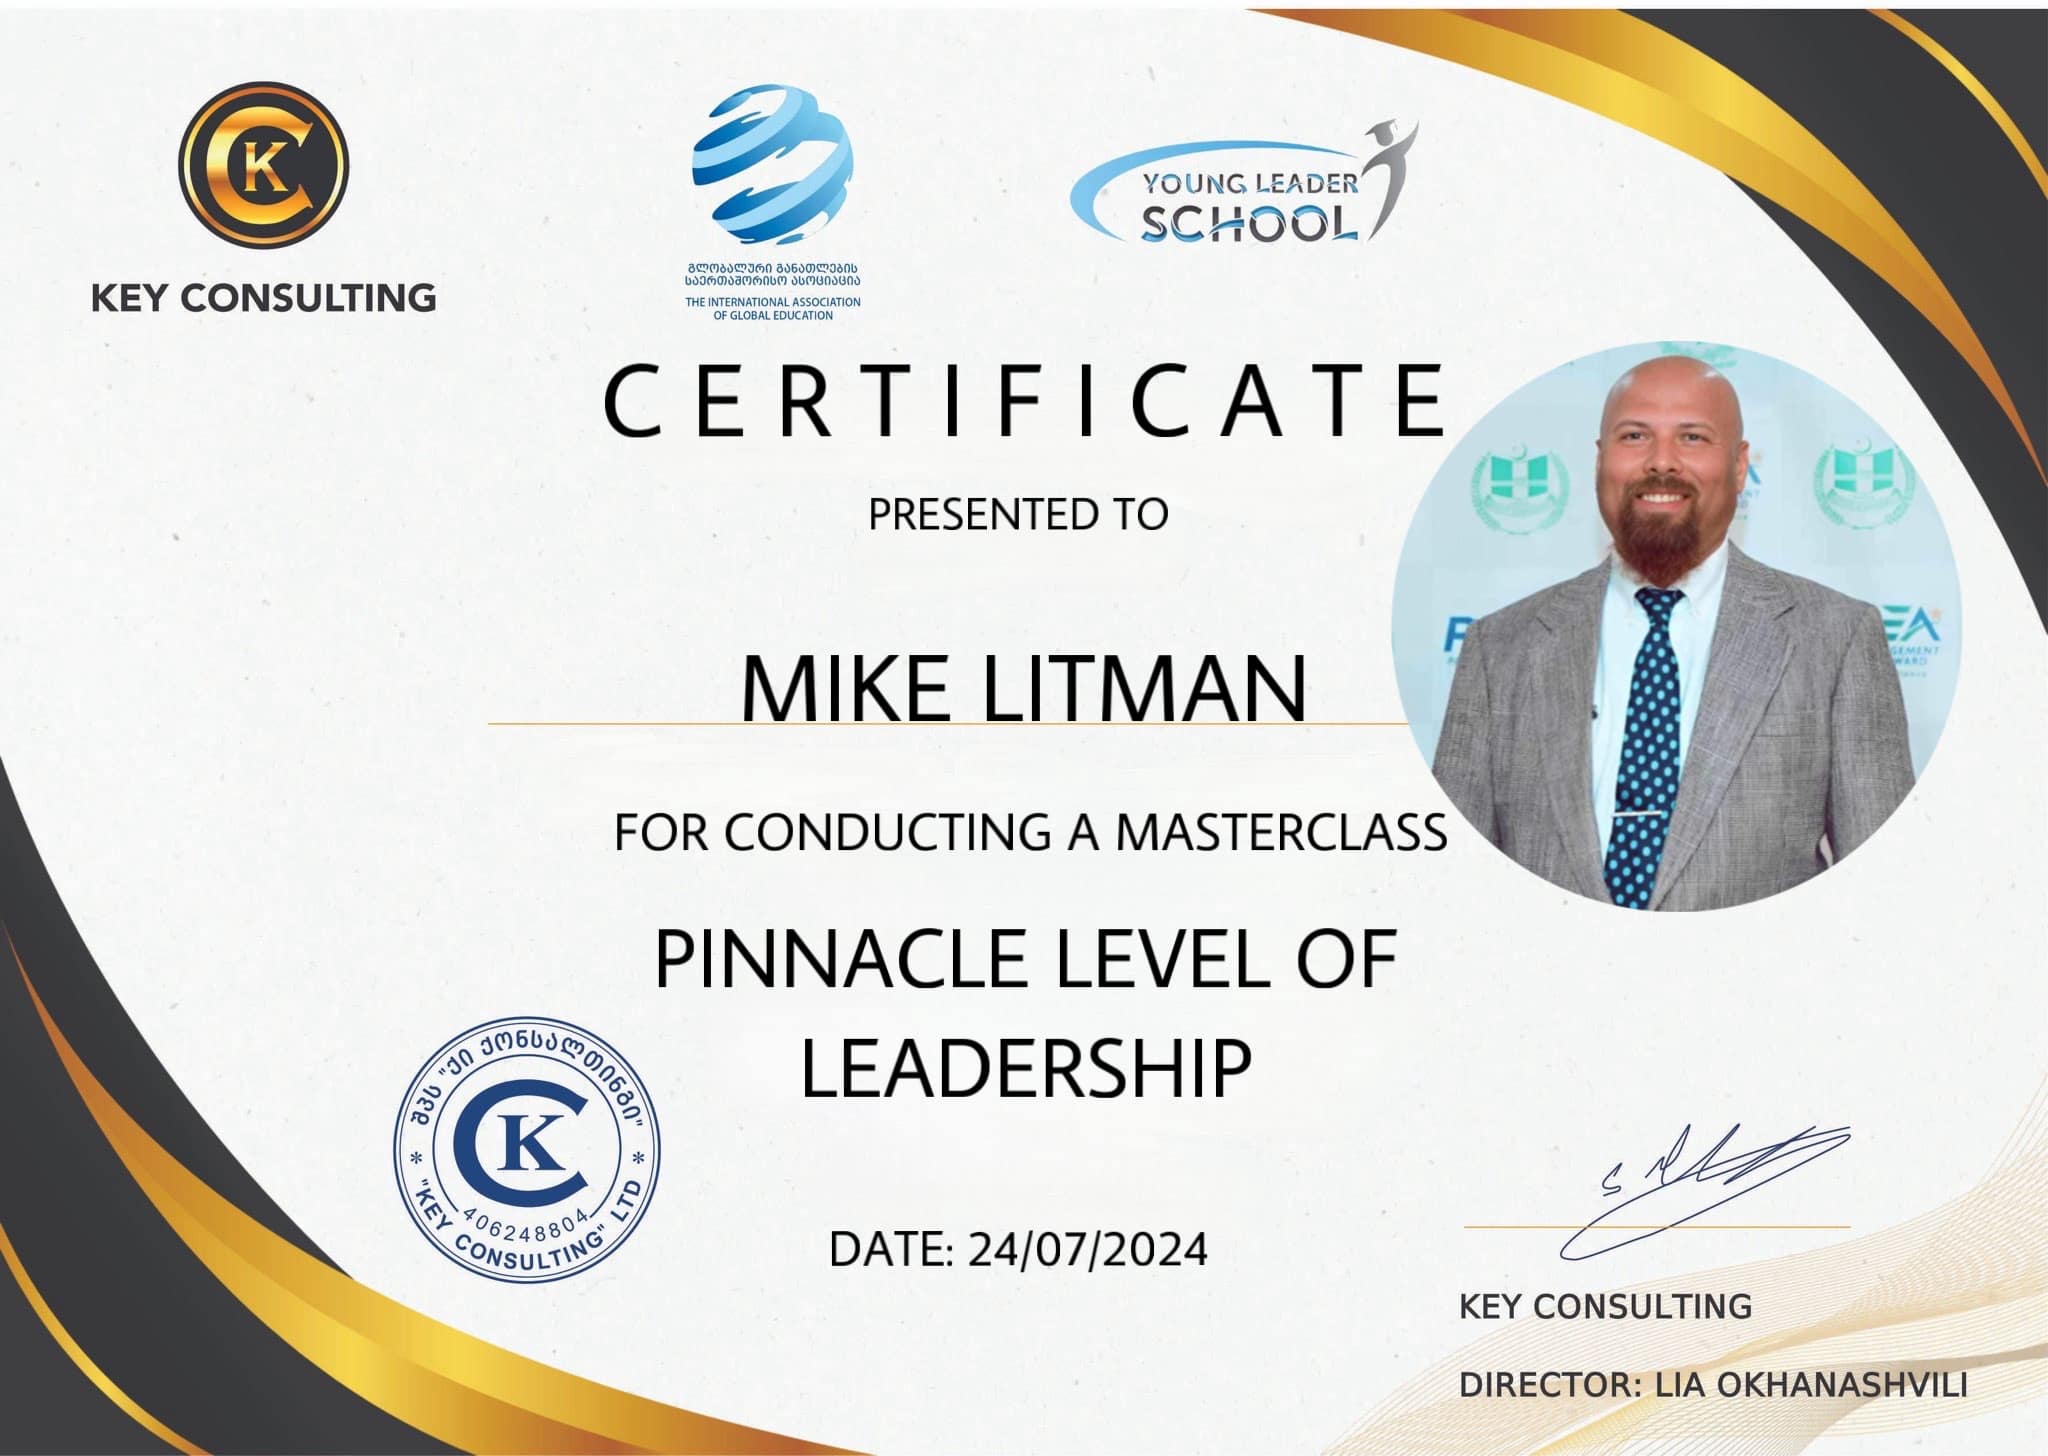 KEY CONSULTING
გლობალური განათლების
საერთაშორისო ასოციაცია
THE INTERNATIONAL ASSOCIATION
OF GLOBAL EDUCATION
YOUNG LEADER
SCHOOL
CERTIFICATE
PRESENTED TO
MIKE LITMAN
FOR CONDUCTING A MASTERCLASS
PINNACLE LEVEL OF
LEADERSHIP
შპს "ქი ქონსალთინგი"
CK
406248804
"KEY CONSULTING" LTD
DATE: 24/07/2024
KEY CONSULTING
DIRECTOR: LIA OKHANASHVILI